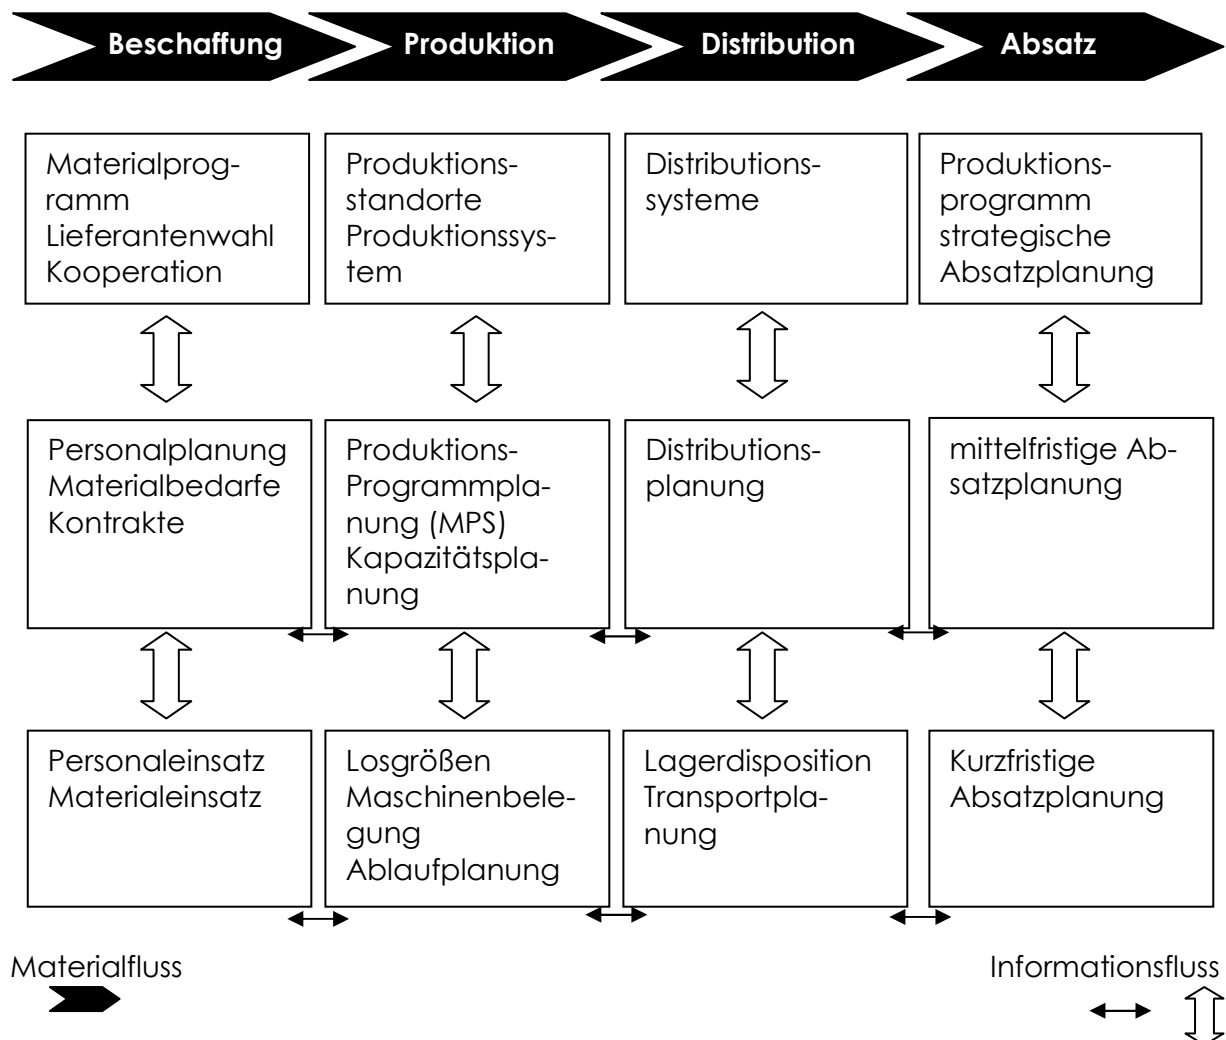 Beschaffung
Produktion
Distribution
Absatz
Materialprog-
ramm
Lieferantenwahl
Kooperation
Produktions-
standorte
Produktionssys-
tem
Distributions-
systeme
Produktions-
programm
strategische
Absatzplanung
Personalplanung
Materialbedarfe
Kontrakte
Produktions-
Programmpla-
nung (MPS)
Kapazitätspla-
nung
Distributions-
planung
mittelfristige Ab-
satzplanung
Personaleinsatz
Materialeinsatz
Losgrößen
Maschinenbele-
gung
Ablaufplanung
Lagerdisposition
Transportpla-
nung
Kurzfristige
Absatzplanung
Materialfluss
Informationsfluss